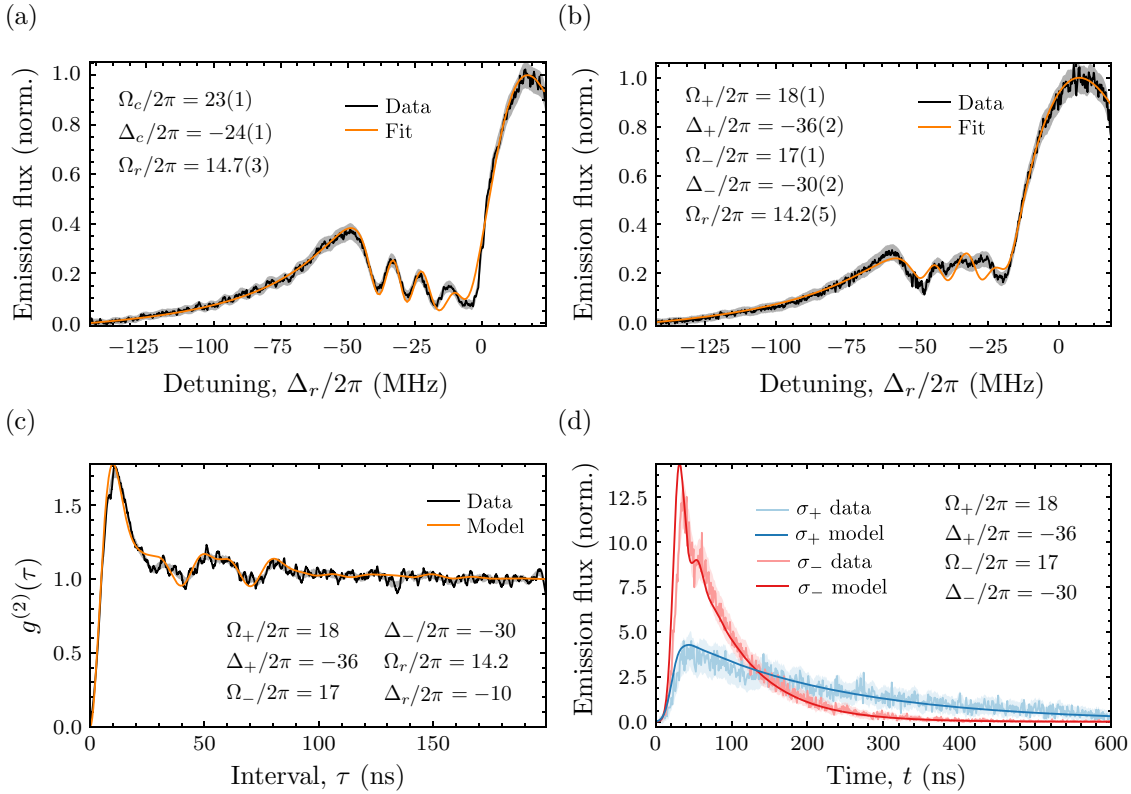 (a)
Emission flux (norm.)
1.0
0.8
0.6
0.4
0.2
0.0
Ω_c/2π = 23(1)
Δ_c/2π = −24(1)
Ω_r/2π = 14.7(3)
Data
Fit
−125 −100 −75 −50 −25 0
Detuning, Δ_r/2π (MHz)
(b)
Emission flux (norm.)
1.0
0.8
0.6
0.4
0.2
0.0
Ω_+/2π = 18(1)
Δ_+/2π = −36(2)
Ω_−/2π = 17(1)
Δ_−/2π = −30(2)
Ω_r/2π = 14.2(5)
Data
Fit
−125 −100 −75 −50 −25 0
Detuning, Δ_r/2π (MHz)
(c)
g^(2)(τ)
1.5
1.0
0.5
0.0
Data
Model
Ω_+/2π = 18 Δ_−/2π = −30
Δ_+/2π = −36 Ω_r/2π = 14.2
Ω_−/2π = 17 Δ_r/2π = −10
0 50 100 150
Interval, τ (ns)
(d)
Emission flux (norm.)
12.5
10.0
7.5
5.0
2.5
0.0
σ_+ data
σ_+ model
σ_− data
σ_− model
Ω_+/2π = 18
Δ_+/2π = −36
Ω_−/2π = 17
Δ_−/2π = −30
0 100 200 300 400 500 600
Time, t (ns)